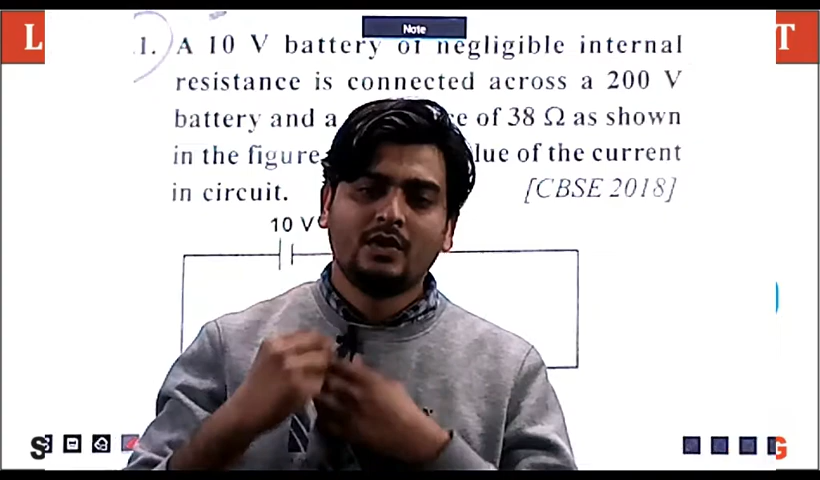 Note
L
T
1. A 10 V battery of negligible internal
resistance is connected across a 200 V
battery and a of 38 Ω as shown
in the figure of the current
in circuit. [CBSE 2018]
10 V
S
G